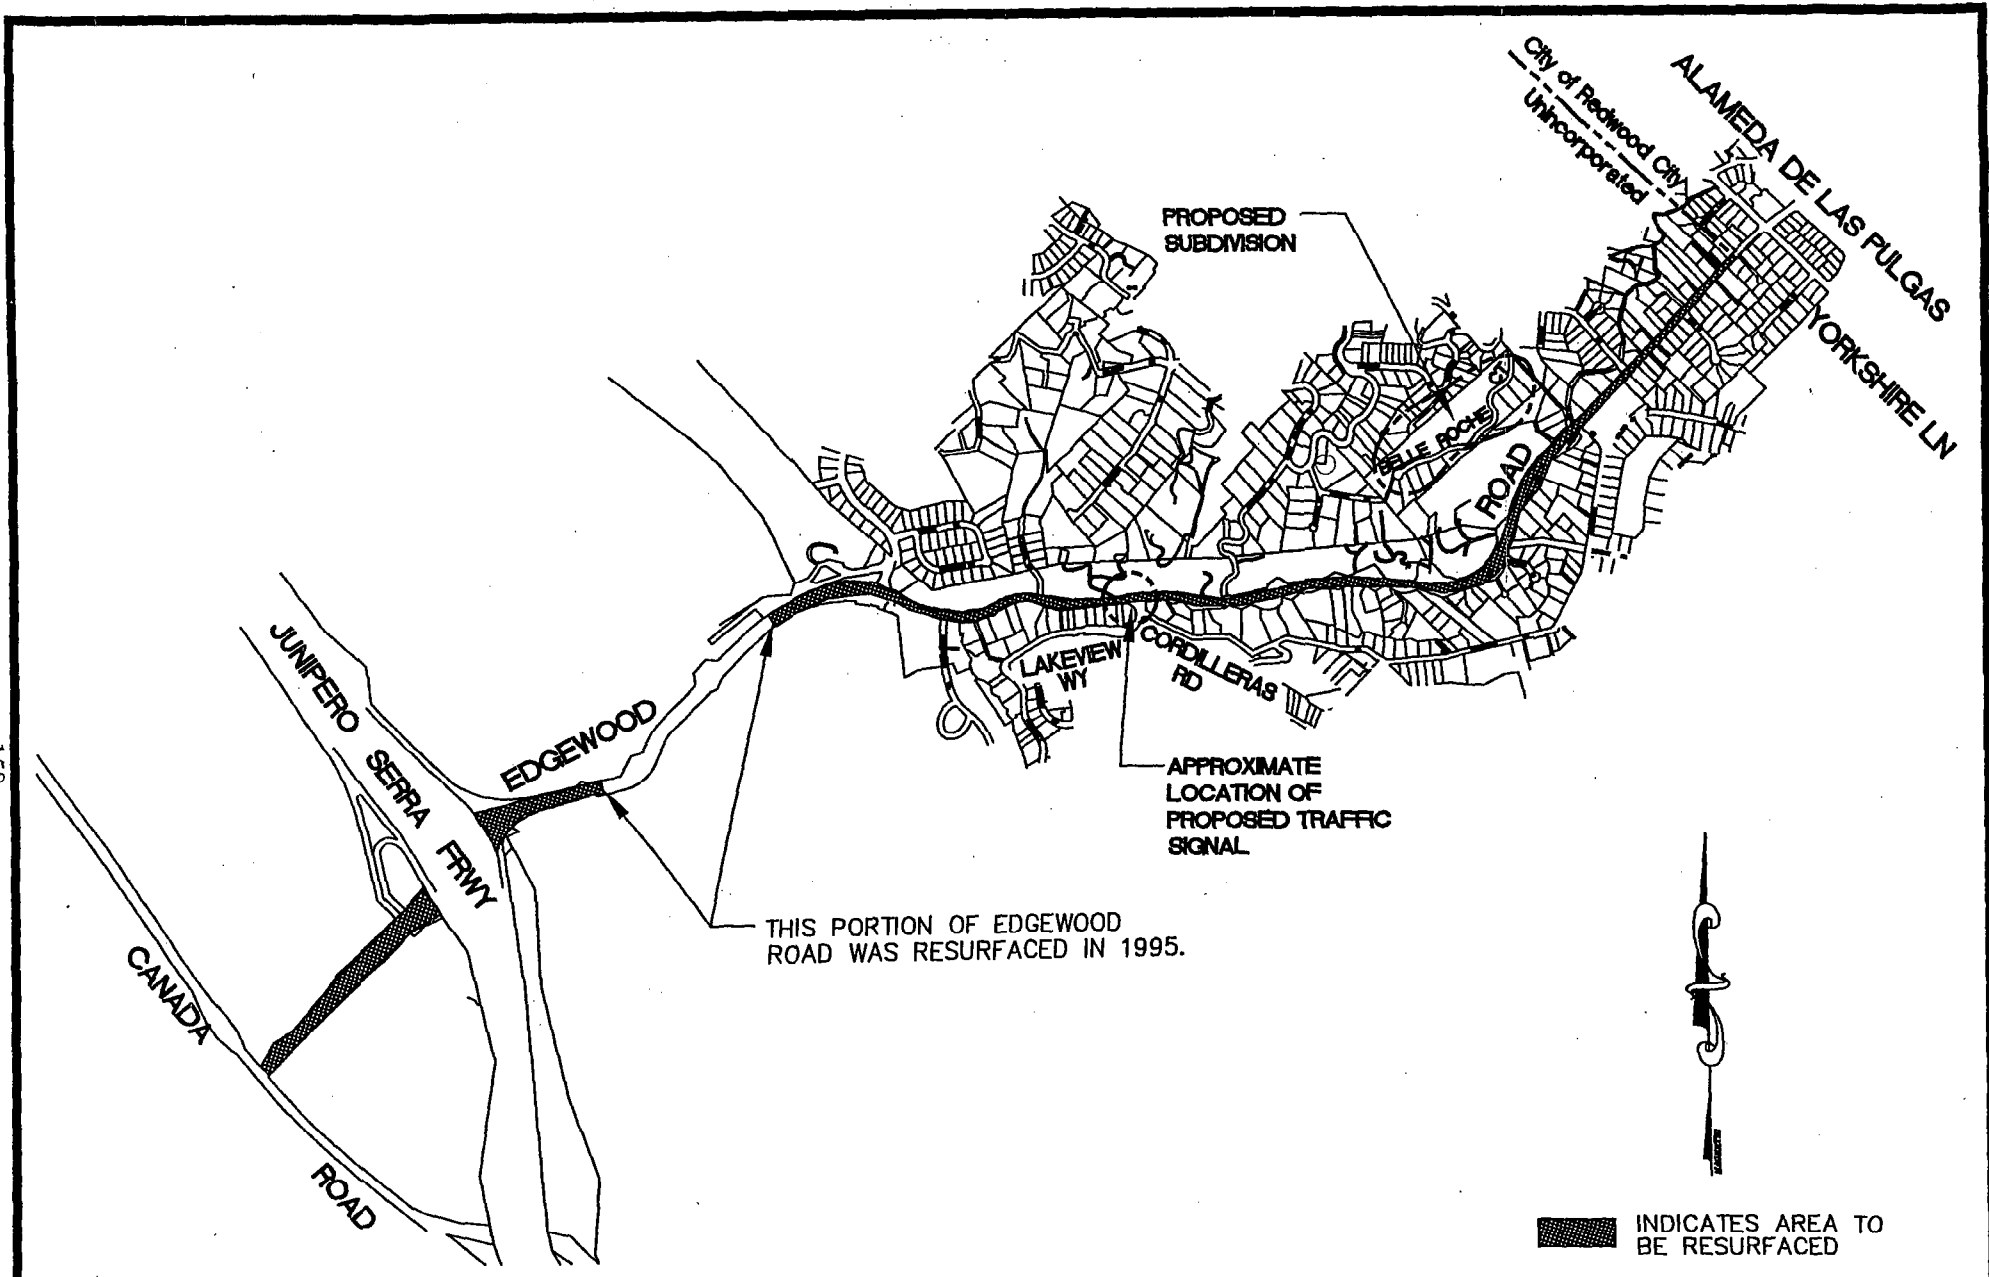 City of Redwood City
Unincorporated
ALAMEDA DE LAS PULGAS
YORKSHIRE LN
PROPOSED
SUBDIVISION
BELLE ROCHE CT
ROAD
LAKEVIEW
WY
CORDILLERAS
RD
JUNIPERO SERRA FRWY
EDGEWOOD
APPROXIMATE
LOCATION OF
PROPOSED TRAFFIC
SIGNAL
THIS PORTION OF EDGEWOOD
ROAD WAS RESURFACED IN 1995.
CANADA
ROAD
INDICATES AREA TO
BE RESURFACED